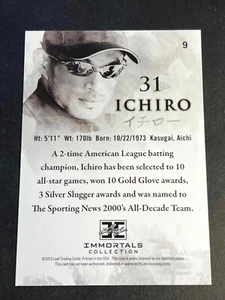 9
31
ICHIRO
イチロー
Ht: 5'11" Wt: 170lb Born: 10/22/1973 Kasugai, Aichi
A 2-time American League batting
champion, Ichiro has been selected to 10
all-star games, won 10 Gold Glove awards,
3 Silver Slugger awards and was named to
The Sporting News 2000's All-Decade Team.
IMMORTALS
COLLECTION